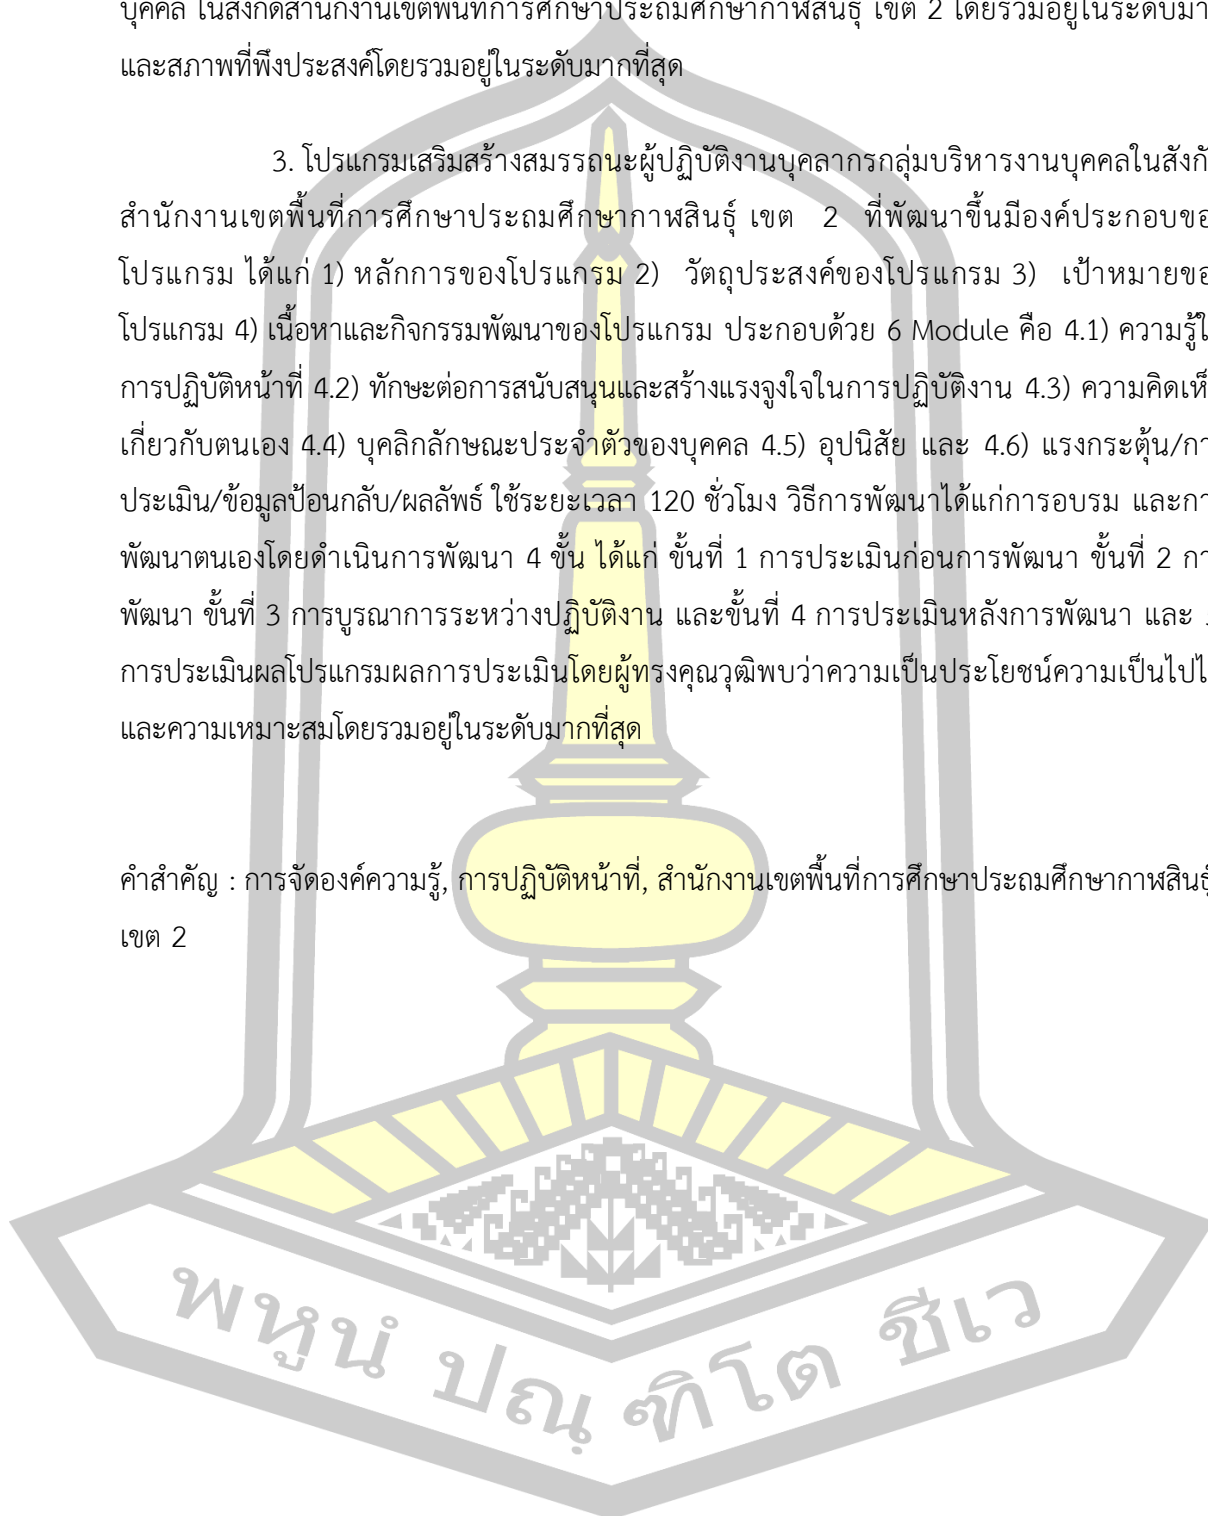 บุคคล ในสังกัดสำนักงานเขตพื้นที่การศึกษาประถมศึกษากาฬสินธุ์ เขต 2 โดยรวมอยู่ในระดับมา
และสภาพที่พึงประสงค์โดยรวมอยู่ในระดับมากที่สุด
3. โปรแกรมเสริมสร้างสมรรถนะผู้ปฏิบัติงานบุคลากรกลุ่มบริหารงานบุคคลในสังกั
สำนักงานเขตพื้นที่การศึกษาประถมศึกษากาฬสินธุ์ เขต 2 ที่พัฒนาขึ้นมีองค์ประกอบขอ
โปรแกรม ได้แก่ 1) หลักการของโปรแกรม 2) วัตถุประสงค์ของโปรแกรม 3) เป้าหมายขอ
โปรแกรม 4) เนื้อหาและกิจกรรมพัฒนาของโปรแกรม ประกอบด้วย 6 Module คือ 4.1) ความรู้ใ
การปฏิบัติหน้าที่ 4.2) ทักษะต่อการสนับสนุนและสร้างแรงจูงใจในการปฏิบัติงาน 4.3) ความคิดเห็
เกี่ยวกับตนเอง 4.4) บุคลิกลักษณะประจำตัวของบุคคล 4.5) อุปนิสัย และ 4.6) แรงกระตุ้น/กา
ประเมิน/ข้อมูลป้อนกลับ/ผลลัพธ์ ใช้ระยะเวลา 120 ชั่วโมง วิธีการพัฒนาได้แก่การอบรม และกา
พัฒนาตนเองโดยดำเนินการพัฒนา 4 ขั้น ได้แก่ ขั้นที่ 1 การประเมินก่อนการพัฒนา ขั้นที่ 2 กา
พัฒนา ขั้นที่ 3 การบูรณาการระหว่างปฏิบัติงาน และขั้นที่ 4 การประเมินหลังการพัฒนา และ
การประเมินผลโปรแกรมผลการประเมินโดยผู้ทรงคุณวุฒิพบว่าความเป็นประโยชน์ความเป็นไปไ
และความเหมาะสมโดยรวมอยู่ในระดับมากที่สุด
คำสำคัญ : การจัดองค์ความรู้, การปฏิบัติหน้าที่, สำนักงานเขตพื้นที่การศึกษาประถมศึกษากาฬสินธุ์
เขต 2
พหูนํ ปณฺฑิโต ชีเว